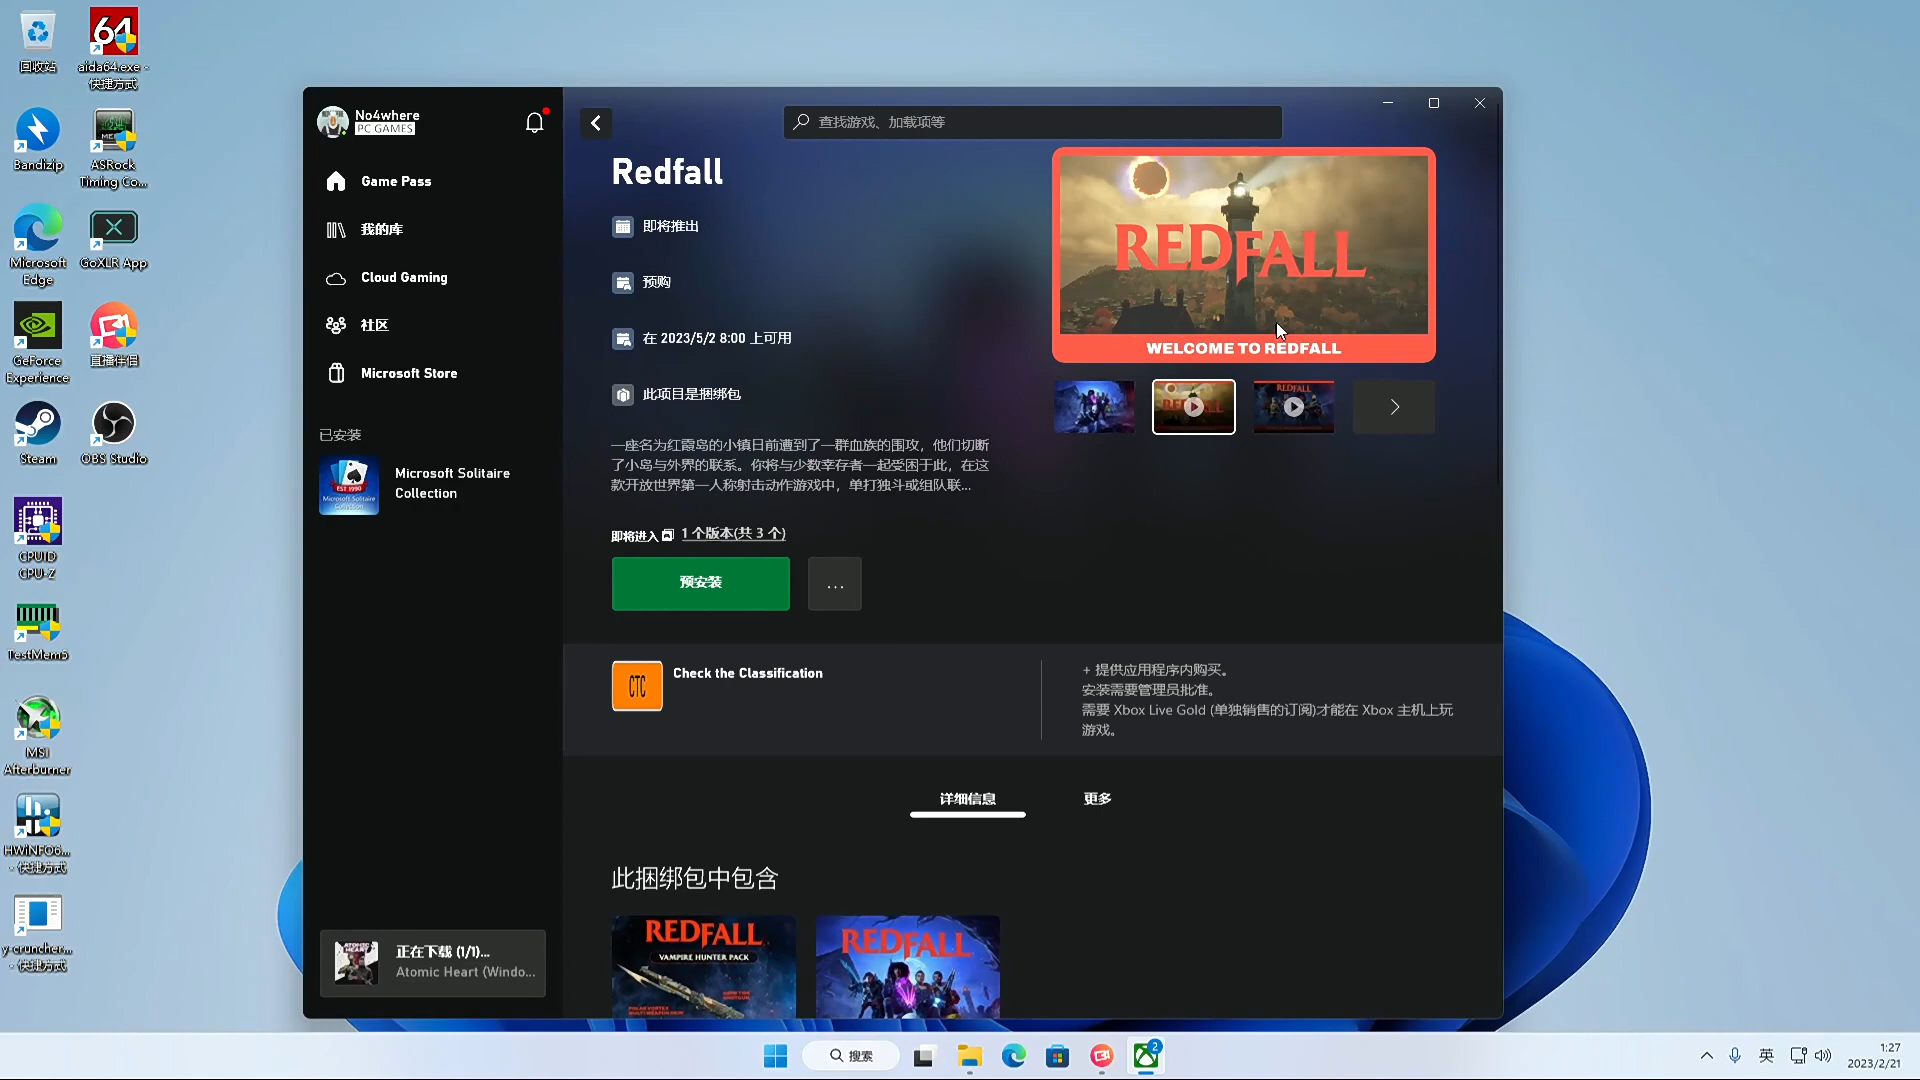 回收站
aida64.exe -
快捷方式
Bandizip
ASRock
Timing Co...
Microsoft
Edge
GoXLR App
GeForce
Experience
直播伴侣
Steam
OBS Studio
CPUID
CPU-Z
TestMem5
MSI
Afterburner
HWiNFO6...
- 快捷方式
y-cruncher...
- 快捷方式
No4where
PC GAMES
Game Pass
我的库
Cloud Gaming
社区
Microsoft Store
已安装
Microsoft Solitaire
Collection
正在下载 (1/1)...
Atomic Heart (Windo...
查找游戏、加载项等
Redfall
即将推出
预购
在 2023/5/2 8:00 上可用
此项目是捆绑包
一座名为红霞岛的小镇日前遭到了一群血族的围攻，他们切断
了小岛与外界的联系。你将与少数幸存者一起受困于此，在这
款开放世界第一人称射击动作游戏中，单打独斗或组队联...
即将进入 1 个版本(共 3 个)
预安装
...
REDFALL
WELCOME TO REDFALL
REDFALL
CTC
Check the Classification
+ 提供应用程序内购买。
安装需要管理员批准。
需要 Xbox Live Gold (单独销售的订阅)才能在 Xbox 主机上玩
游戏。
详细信息
更多
此捆绑包中包含
REDFALL
VAMPIRE HUNTER PACK
REDFALL
搜索
2
英
1:27
2023/2/21